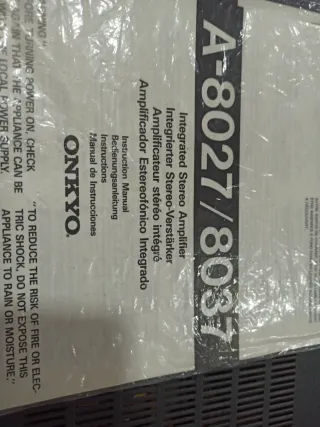 A-8027/8037
Integrated Stereo Amplifier
Integrierter Stereo-Verstärker
Amplificateur stéréo intégré
Amplificador Estereofónico Integrado
Instruction Manual
Bedienungsanleitung
Instructions
Manual de Instrucciones
ONKYO
TURNING POWER ON, CHECK
THAT THE APPLIANCE CAN BE
LOCAL POWER SUPPLY.
"TO REDUCE THE RISK OF FIRE OR ELEC-
TRIC SHOCK, DO NOT EXPOSE THIS
APPLIANCE TO RAIN OR MOISTURE."